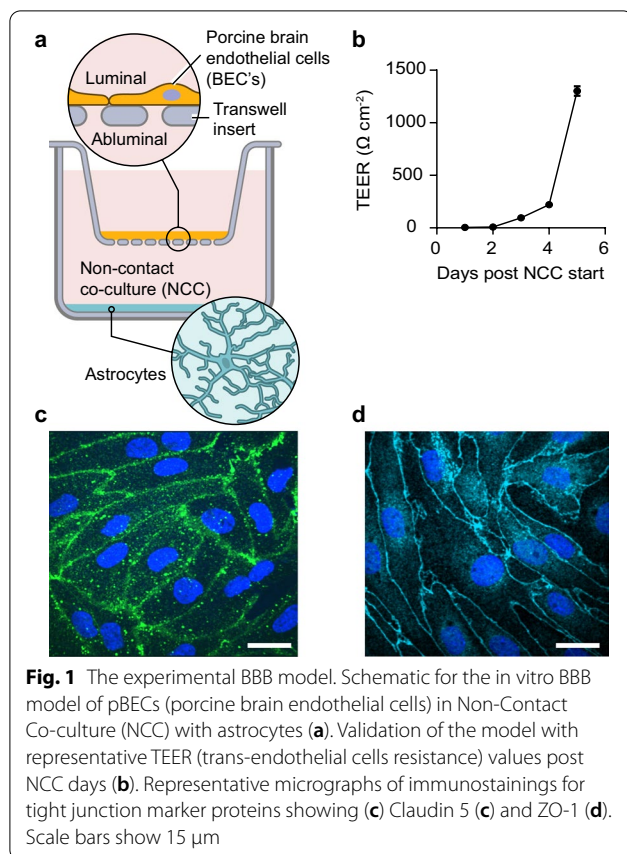 a
Porcine brain
endothelial cells
(BEC's)
Luminal
Transwell
insert
Abluminal
Non-contact
co-culture (NCC)
Astrocytes
b
TEER (Ω cm⁻²)
1500
1000
500
0
0 2 4 6
Days post NCC start
c
d
Fig. 1 The experimental BBB model. Schematic for the in vitro BBB
model of pBECs (porcine brain endothelial cells) in Non-Contact
Co-culture (NCC) with astrocytes (a). Validation of the model with
representative TEER (trans-endothelial cells resistance) values post
NCC days (b). Representative micrographs of immunostainings for
tight junction marker proteins showing (c) Claudin 5 (c) and ZO-1 (d).
Scale bars show 15 μm